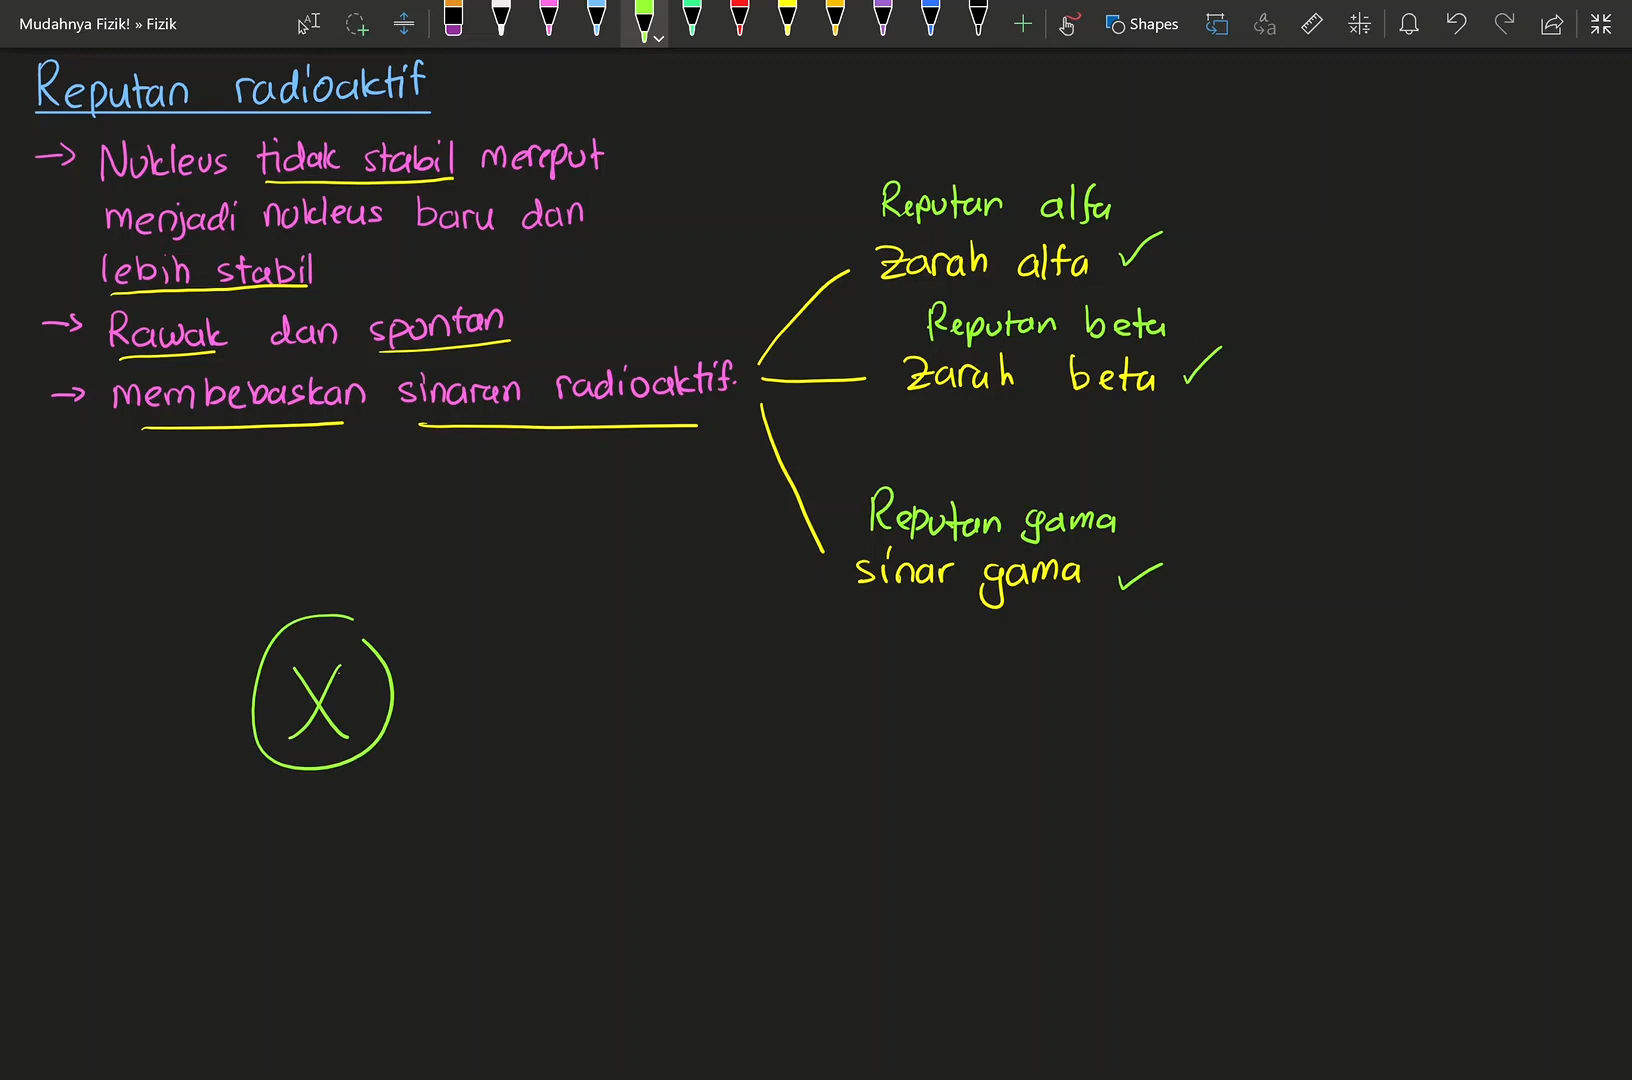 Mudahnya Fizik! » Fizik
Shapes
Reputan radioaktif
→ Nukleus tidak stabil mereput
menjadi nukleus baru dan
lebih stabil
→ Rawak dan spontan
→ membebaskan sinaran radioaktif.
Reputan alfa
Zarah alfa ✓
Reputan beta
Zarah beta ✓
Reputan gama
sinar gama ✓
X